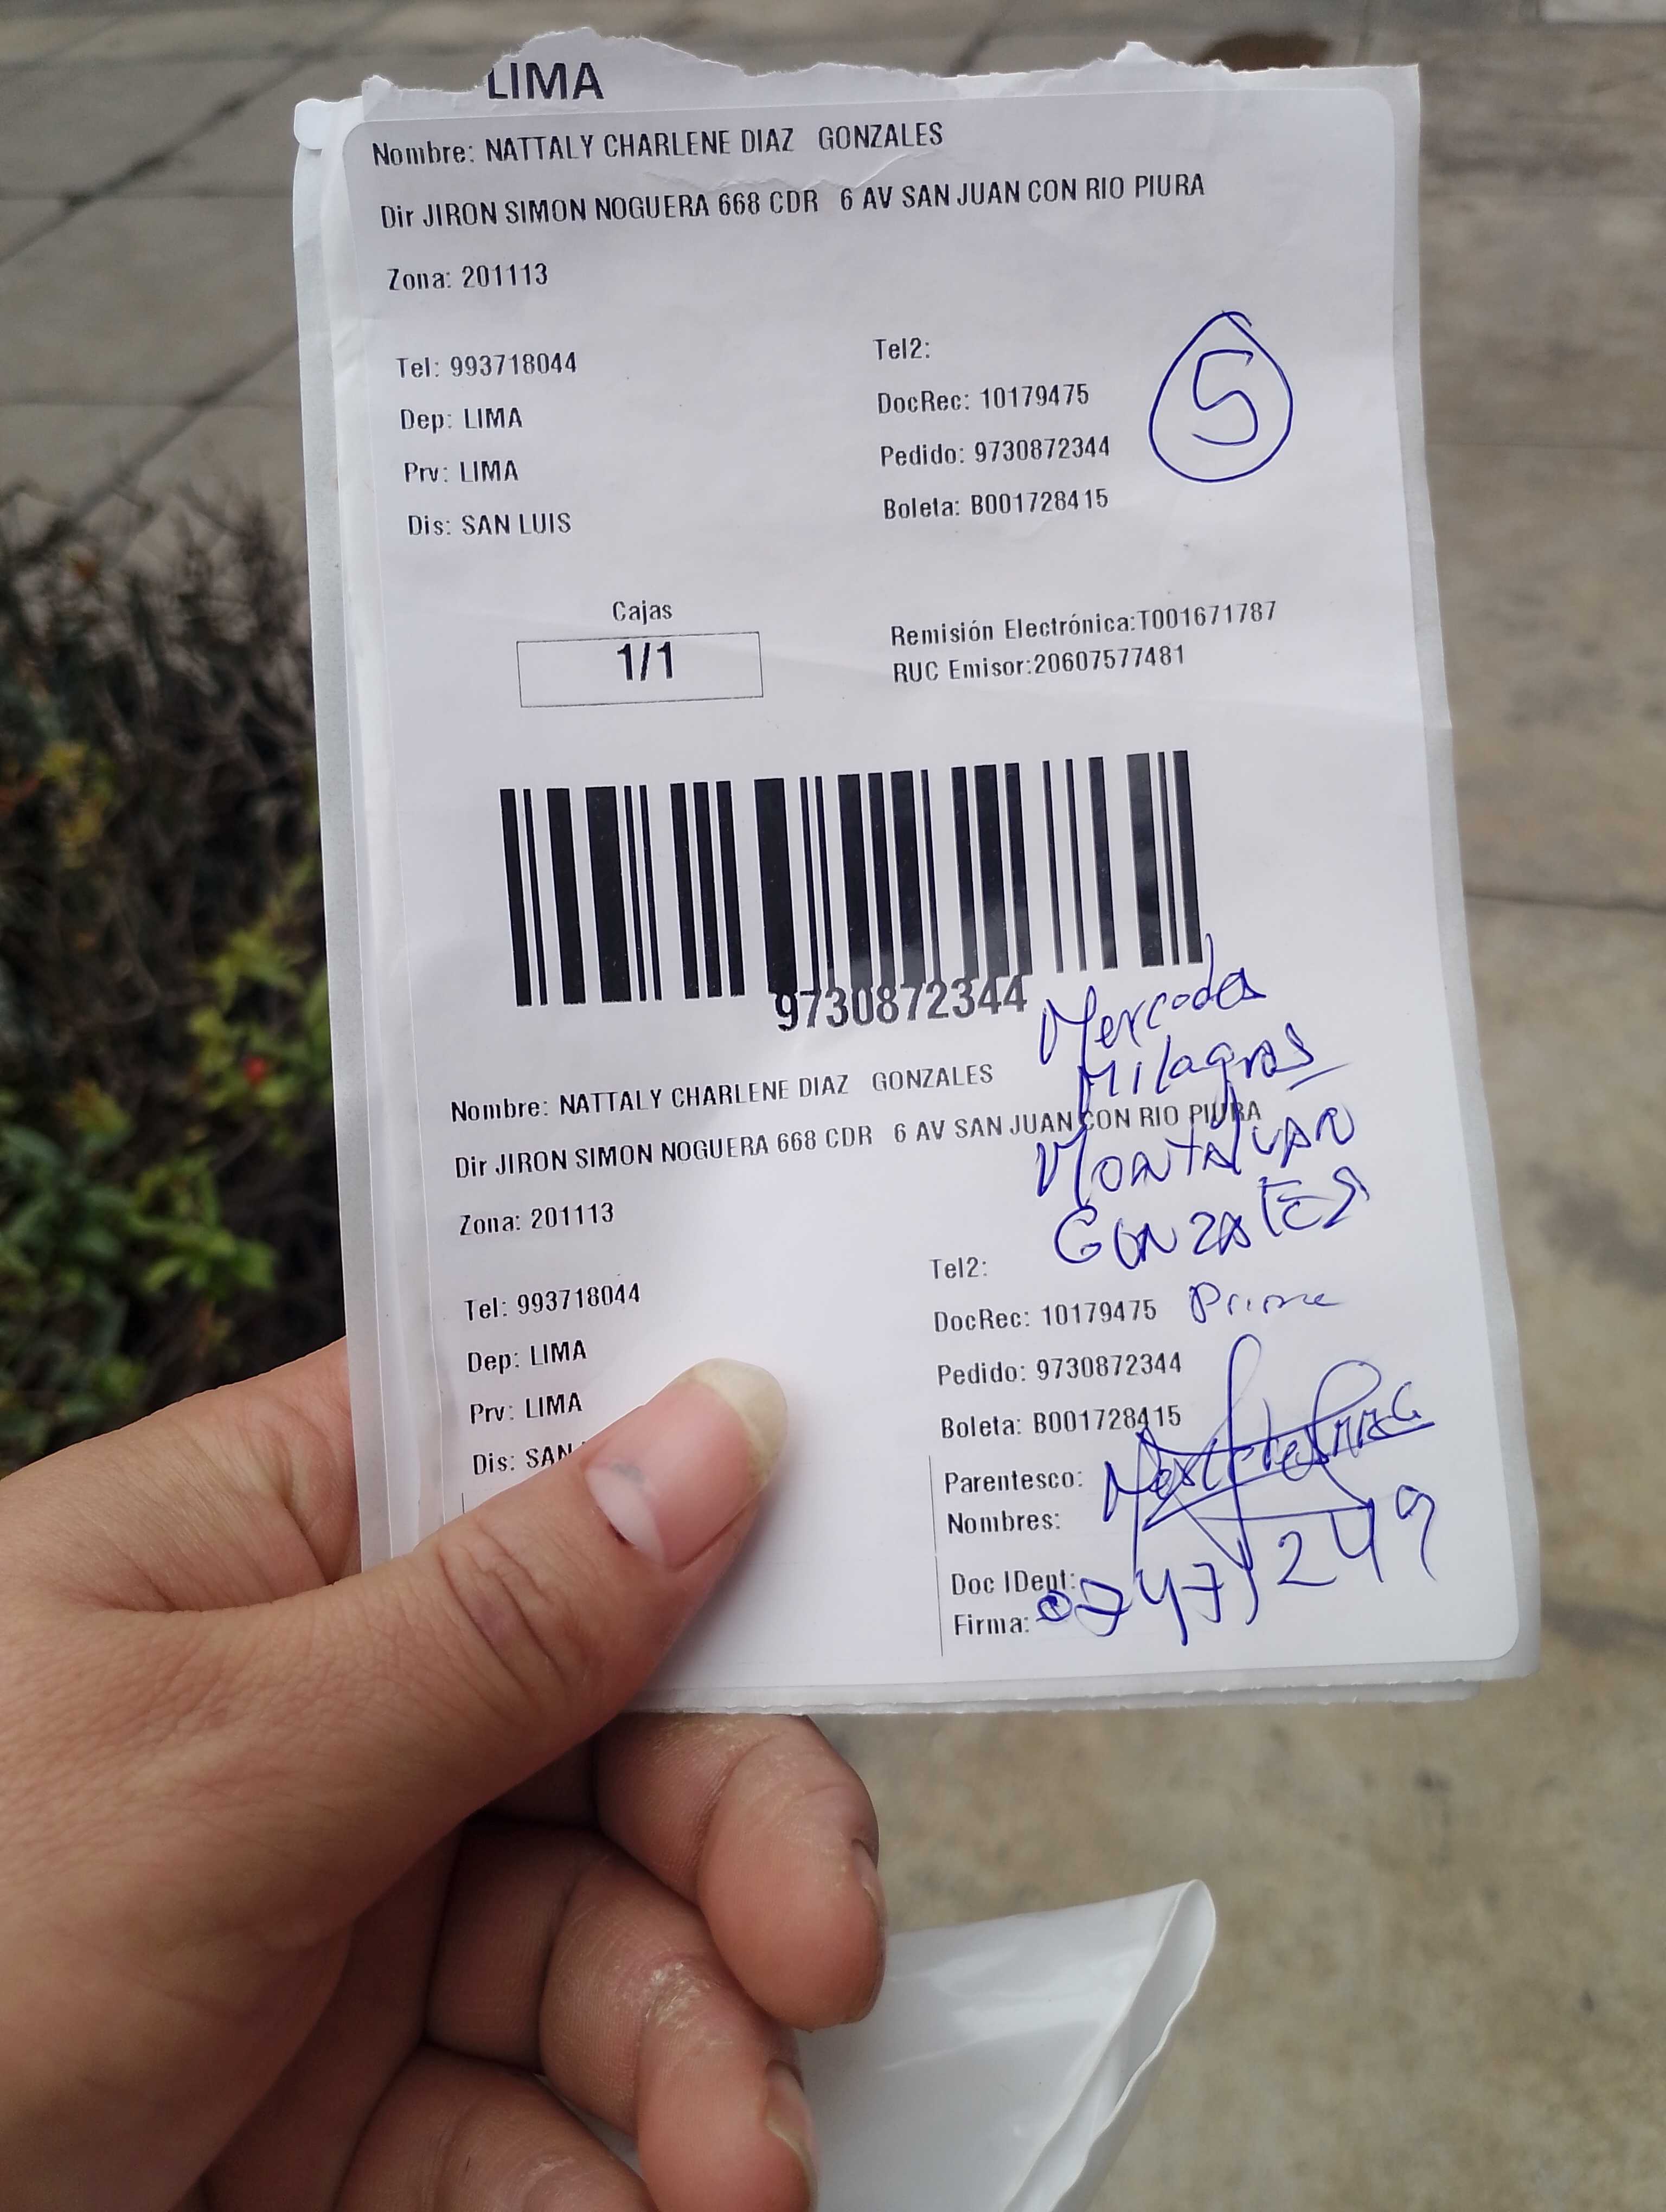 LIMA
Nombre: NATTALY CHARLENE DIAZ GONZALES
Dir JIRON SIMON NOGUERA 668 CDR 6 AV SAN JUAN CON RIO PIURA
Zona: 201113
Tel: 993718044
Tel2:
Dep: LIMA
DocRec: 10179475
Prv: LIMA
Pedido: 9730872344
Dis: SAN LUIS
Boleta: B001728415
5
Cajas
1/1
Remisión Electrónica:T001671787
RUC Emisor:20607577481
9730872344
Mercedes
Milagros
MONTALVAN
GONZALES
Nombre: NATTALY CHARLENE DIAZ GONZALES
Dir JIRON SIMON NOGUERA 668 CDR 6 AV SAN JUAN CON RIO PIURA
Zona: 201113
Tel: 993718044
Tel2:
Dep: LIMA
DocRec: 10179475 Prima
Prv: LIMA
Pedido: 9730872344
Dis: SAN
Boleta: B001728415
Parentesco:
Nombres:
Doc IDent:
Firma: